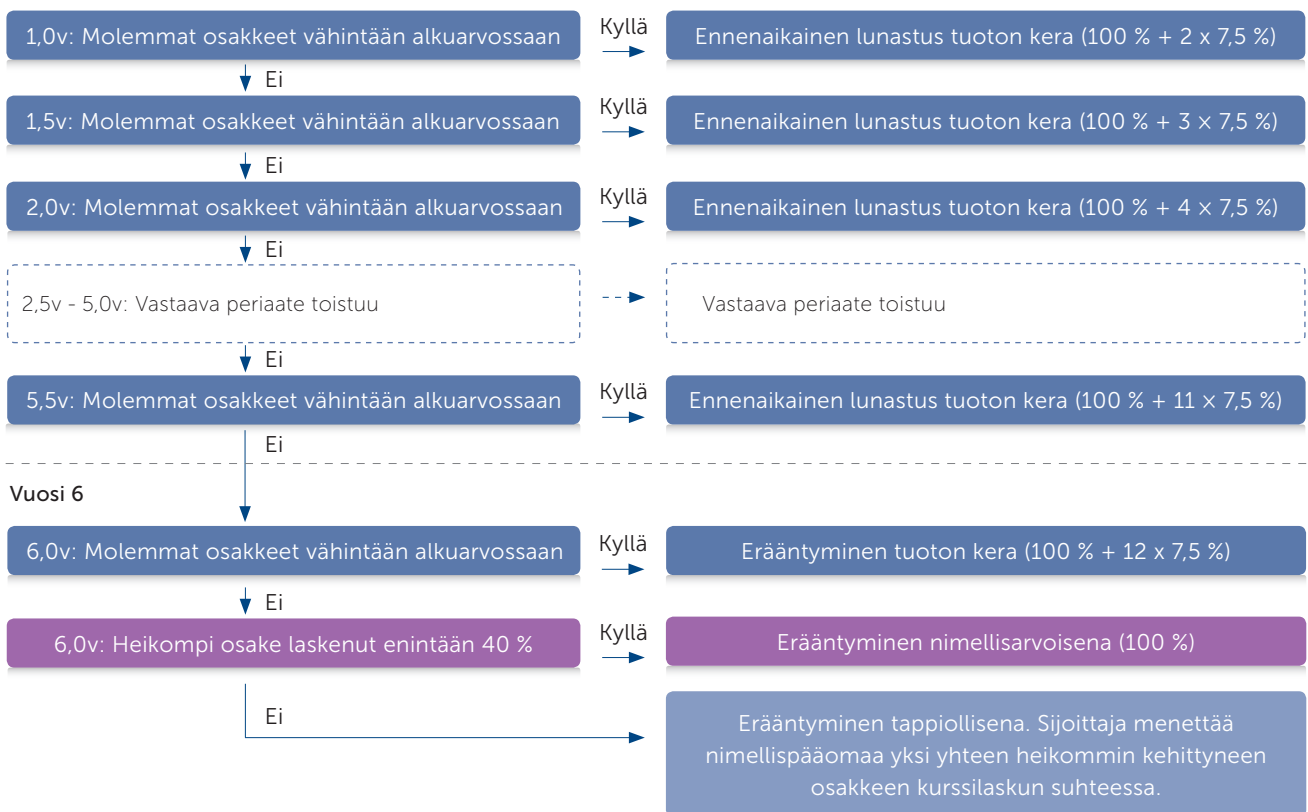 1,0v: Molemmat osakkeet vähintään alkuarvossaan
Kyllä
Ennenaikainen lunastus tuoton kera (100 % + 2 x 7,5 %)
Ei
1,5v: Molemmat osakkeet vähintään alkuarvossaan
Kyllä
Ennenaikainen lunastus tuoton kera (100 % + 3 × 7,5 %)
Ei
2,0v: Molemmat osakkeet vähintään alkuarvossaan
Kyllä
Ennenaikainen lunastus tuoton kera (100 % + 4 × 7,5 %)
Ei
2,5v - 5,0v: Vastaava periaate toistuu
Vastaava periaate toistuu
Ei
5,5v: Molemmat osakkeet vähintään alkuarvossaan
Kyllä
Ennenaikainen lunastus tuoton kera (100 % + 11 × 7,5 %)
Ei
Vuosi 6
6,0v: Molemmat osakkeet vähintään alkuarvossaan
Kyllä
Erääntyminen tuoton kera (100 % + 12 x 7,5 %)
Ei
6,0v: Heikompi osake laskenut enintään 40 %
Kyllä
Erääntyminen nimellisarvoisena (100 %)
Ei
Erääntyminen tappiollisena. Sijoittaja menettää
nimellispääomaa yksi yhteen heikommin kehittyneen
osakkeen kurssilaskun suhteessa.